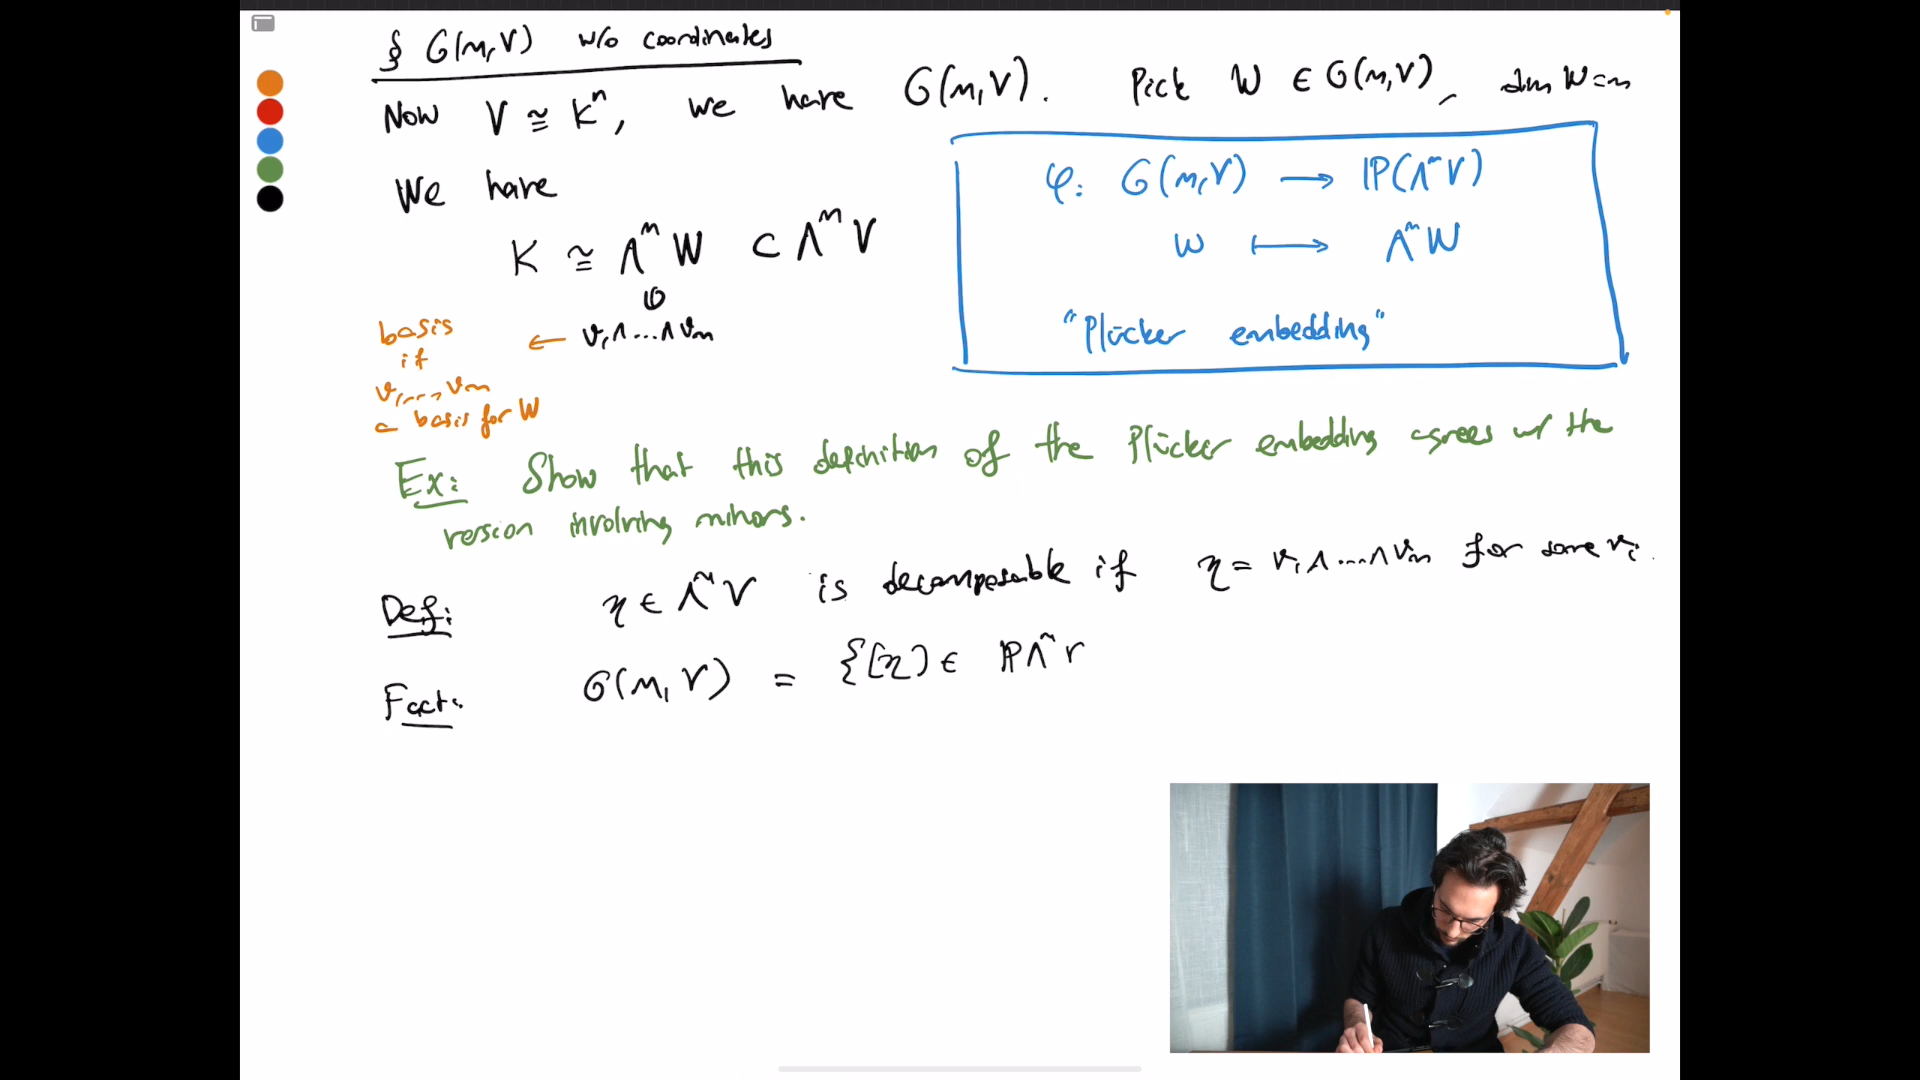 § G(m,V) w/o coordinates
Now V ≅ Kⁿ, we have G(m,V). Pick W ∈ G(m,V), dim W=m
We have
K ≅ Λᵐ W ⊂ Λᵐ V
v₁∧...∧vₘ
basis
if
v₁,...,vₘ
a basis for W
φ: G(m,V) → ℙ(Λᵐ V)
W ↦ ΛᵐW
"Plücker embedding"
Ex: Show that this definition of the Plücker embedding agrees w/ the
version involving minors.
Def: η ∈ Λᵐ V is decomposable if η = v₁∧...∧vₘ for some vᵢ.
Fact: G(m,V) = {[η] ∈ ℙΛᵐ V